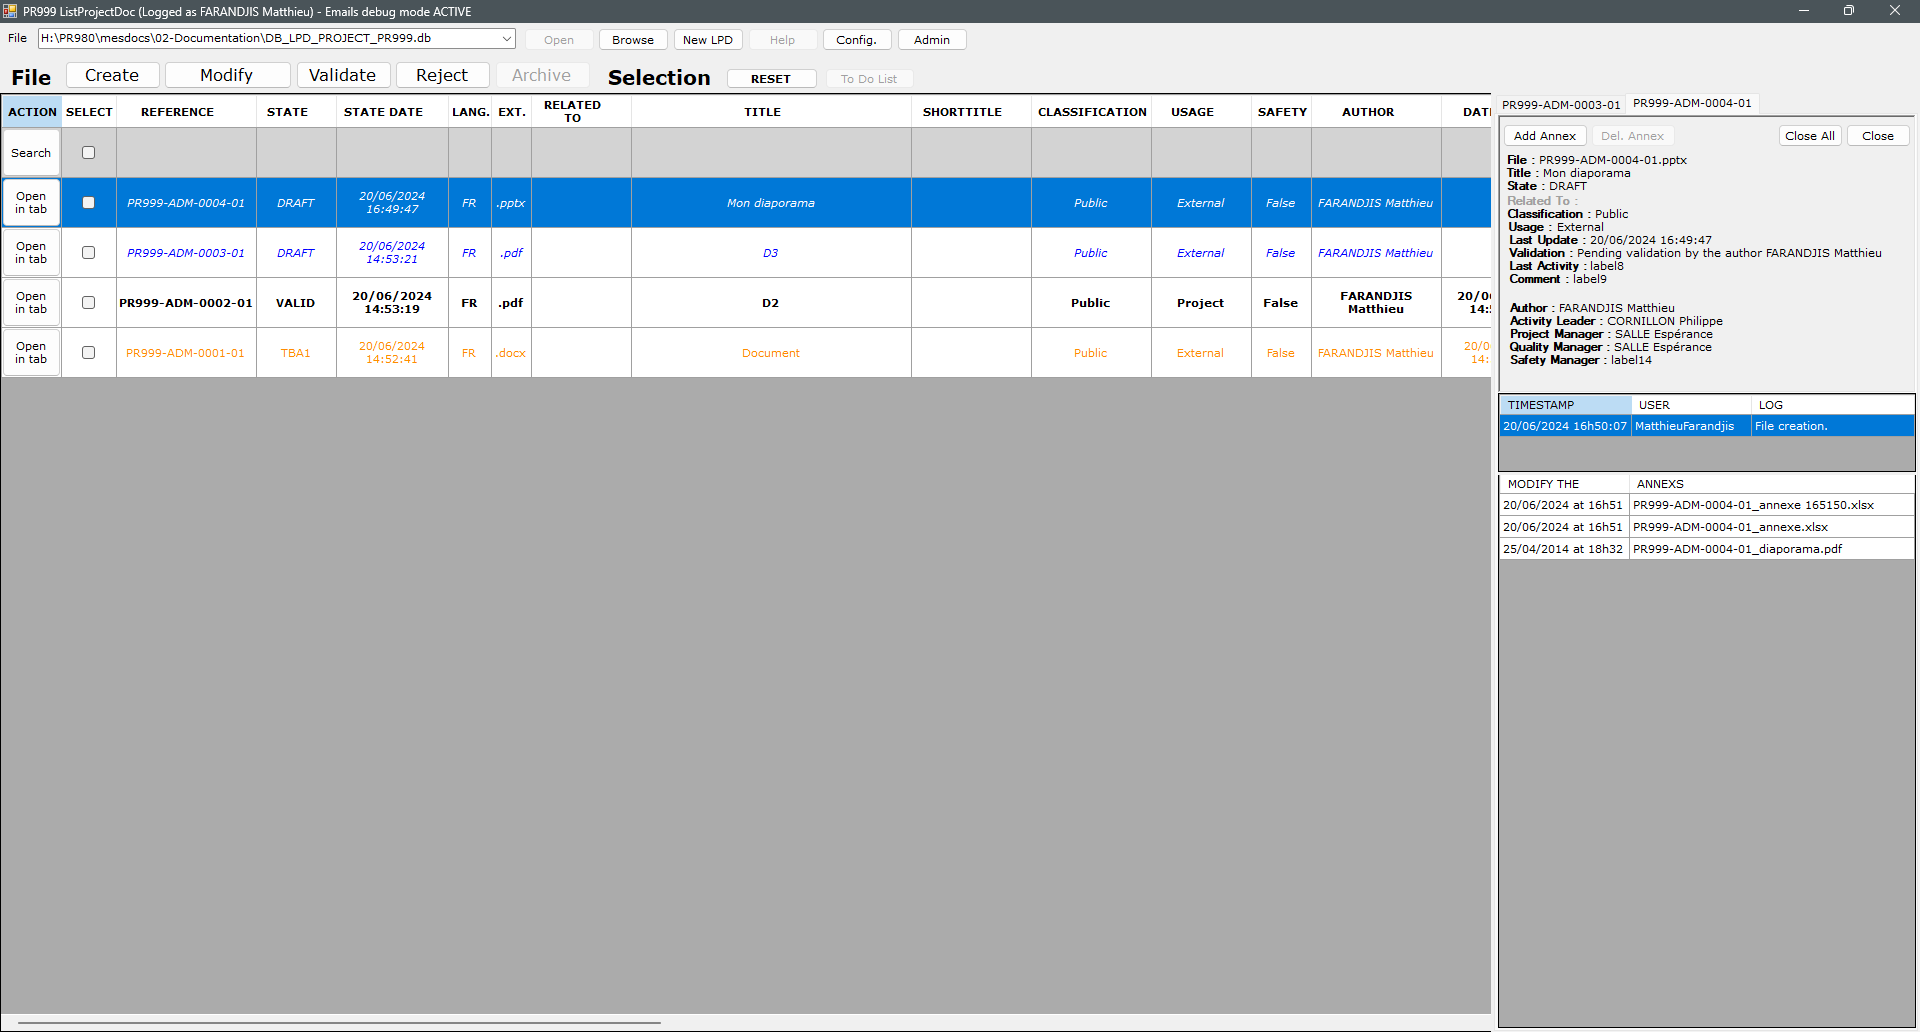 PR999 ListProjectDoc (Logged as FARANDJIS Matthieu) - Emails debug mode ACTIVE
File H:\PR980\mesdocs\02-Documentation\DB_LPD_PROJECT_PR999.db Open Browse New LPD Help Config. Admin
File Create Modify Validate Reject Archive Selection RESET To Do List
ACTION SELECT REFERENCE STATE STATE DATE LANG. EXT. RELATED TO TITLE SHORTTITLE CLASSIFICATION USAGE SAFETY AUTHOR DAT
Search
Open in tab PR999-ADM-0004-01 DRAFT 20/06/2024 16:49:47 FR .pptx Mon diaporama Public External False FARANDJIS Matthieu
Open in tab PR999-ADM-0003-01 DRAFT 20/06/2024 14:53:21 FR .pdf D3 Public External False FARANDJIS Matthieu
Open in tab PR999-ADM-0002-01 VALID 20/06/2024 14:53:19 FR .pdf D2 Public Project False FARANDJIS Matthieu 20/0 14:
Open in tab PR999-ADM-0001-01 TBA1 20/06/2024 14:52:41 FR .docx Document Public External False FARANDJIS Matthieu 20/0 14:
PR999-ADM-0003-01 PR999-ADM-0004-01
Add Annex Del. Annex Close All Close
File : PR999-ADM-0004-01.pptx
Title : Mon diaporama
State : DRAFT
Related To :
Classification : Public
Usage : External
Last Update : 20/06/2024 16:49:47
Validation : Pending validation by the author FARANDJIS Matthieu
Last Activity : label8
Comment : label9
Author : FARANDJIS Matthieu
Activity Leader : CORNILLON Philippe
Project Manager : SALLE Espérance
Quality Manager : SALLE Espérance
Safety Manager : label14
TIMESTAMP USER LOG
20/06/2024 16h50:07 MatthieuFarandjis File creation.
MODIFY THE ANNEXS
20/06/2024 at 16h51 PR999-ADM-0004-01_annexe 165150.xlsx
20/06/2024 at 16h51 PR999-ADM-0004-01_annexe.xlsx
25/04/2014 at 18h32 PR999-ADM-0004-01_diaporama.pdf